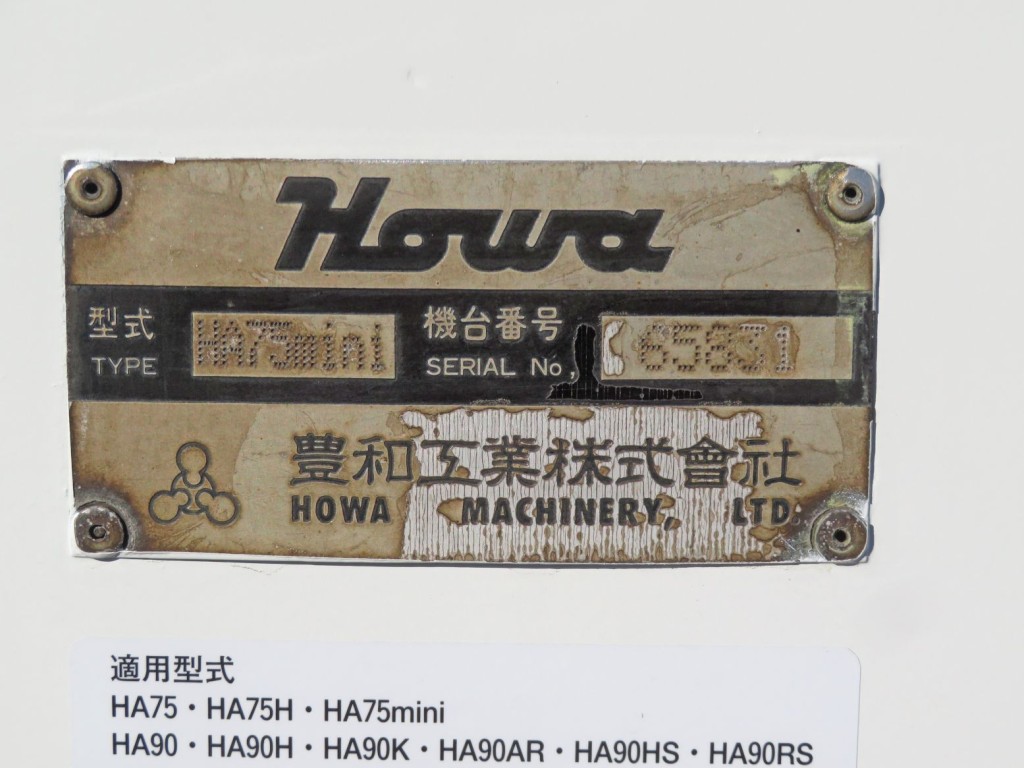 Howa
型式 HA75mini 機台番号 65831
TYPE SERIAL No,
豊和工業株式會社
HOWA MACHINERY, LTD.
適用型式
HA75・HA75H・HA75mini
HA90・HA90H・HA90K・HA90AR・HA90HS・HA90RS